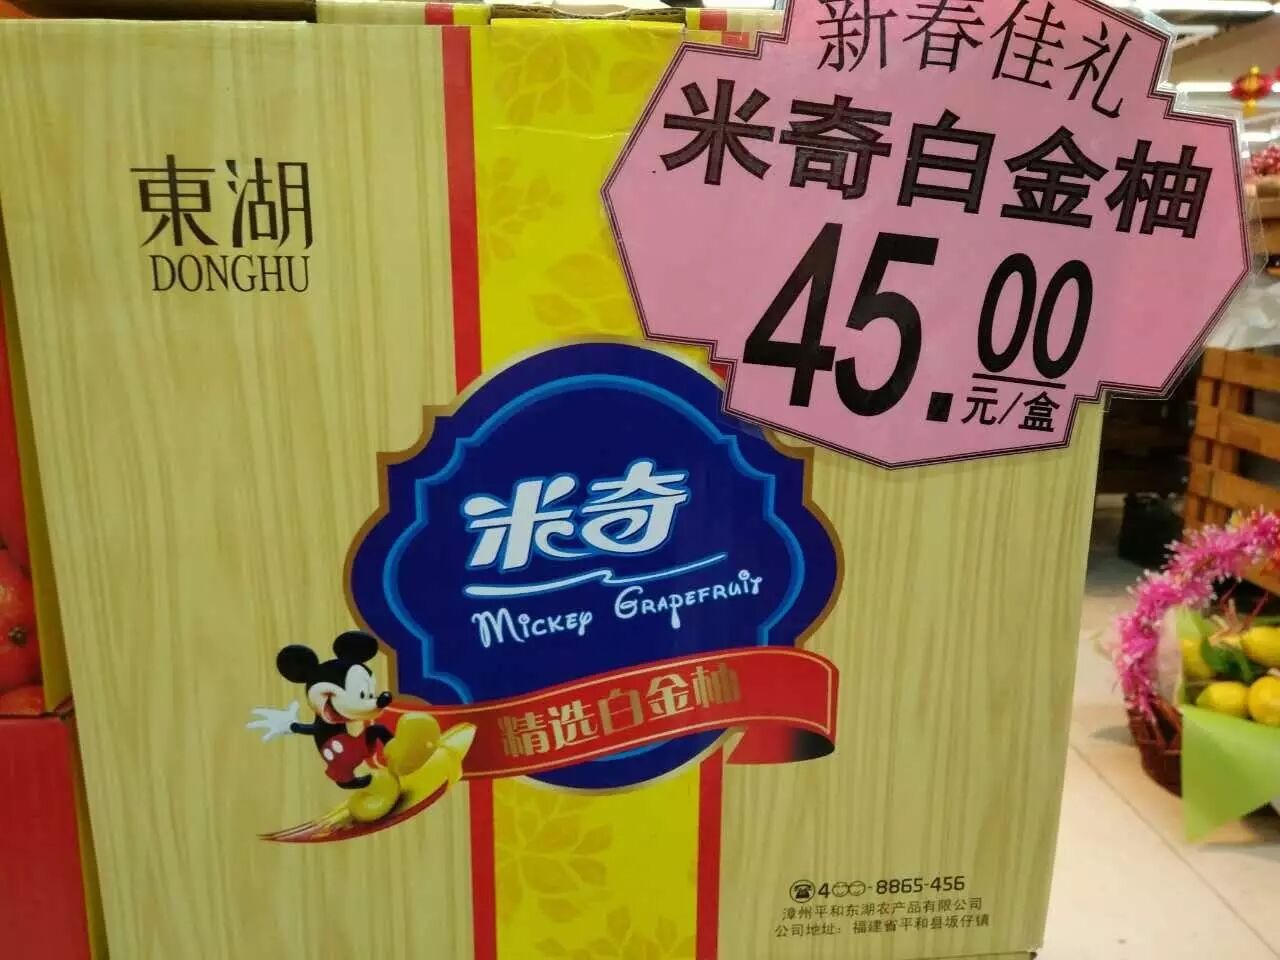 新春佳礼
米奇白金柚
45.00
元/盒
東湖
DONGHU
米奇
MICKEY GRAPEFRUIT
精选白金柚
400-8865-456
漳州平和东湖农产品有限公司
公司地址：福建省平和县坂仔镇